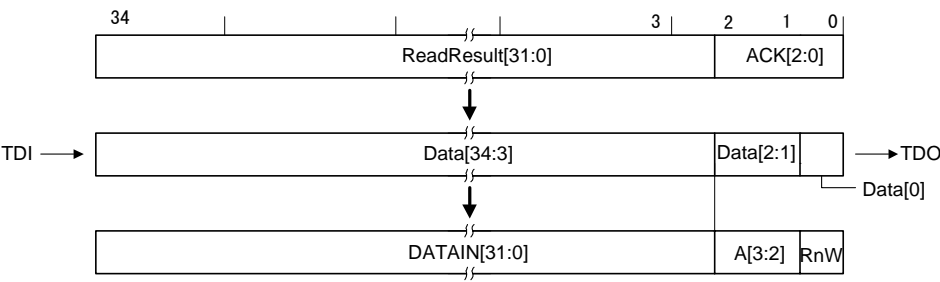 34 3 2 1 0
ReadResult[31:0] ACK[2:0]
TDI Data[34:3] Data[2:1] TDO
Data[0]
DATAIN[31:0] A[3:2] RnW